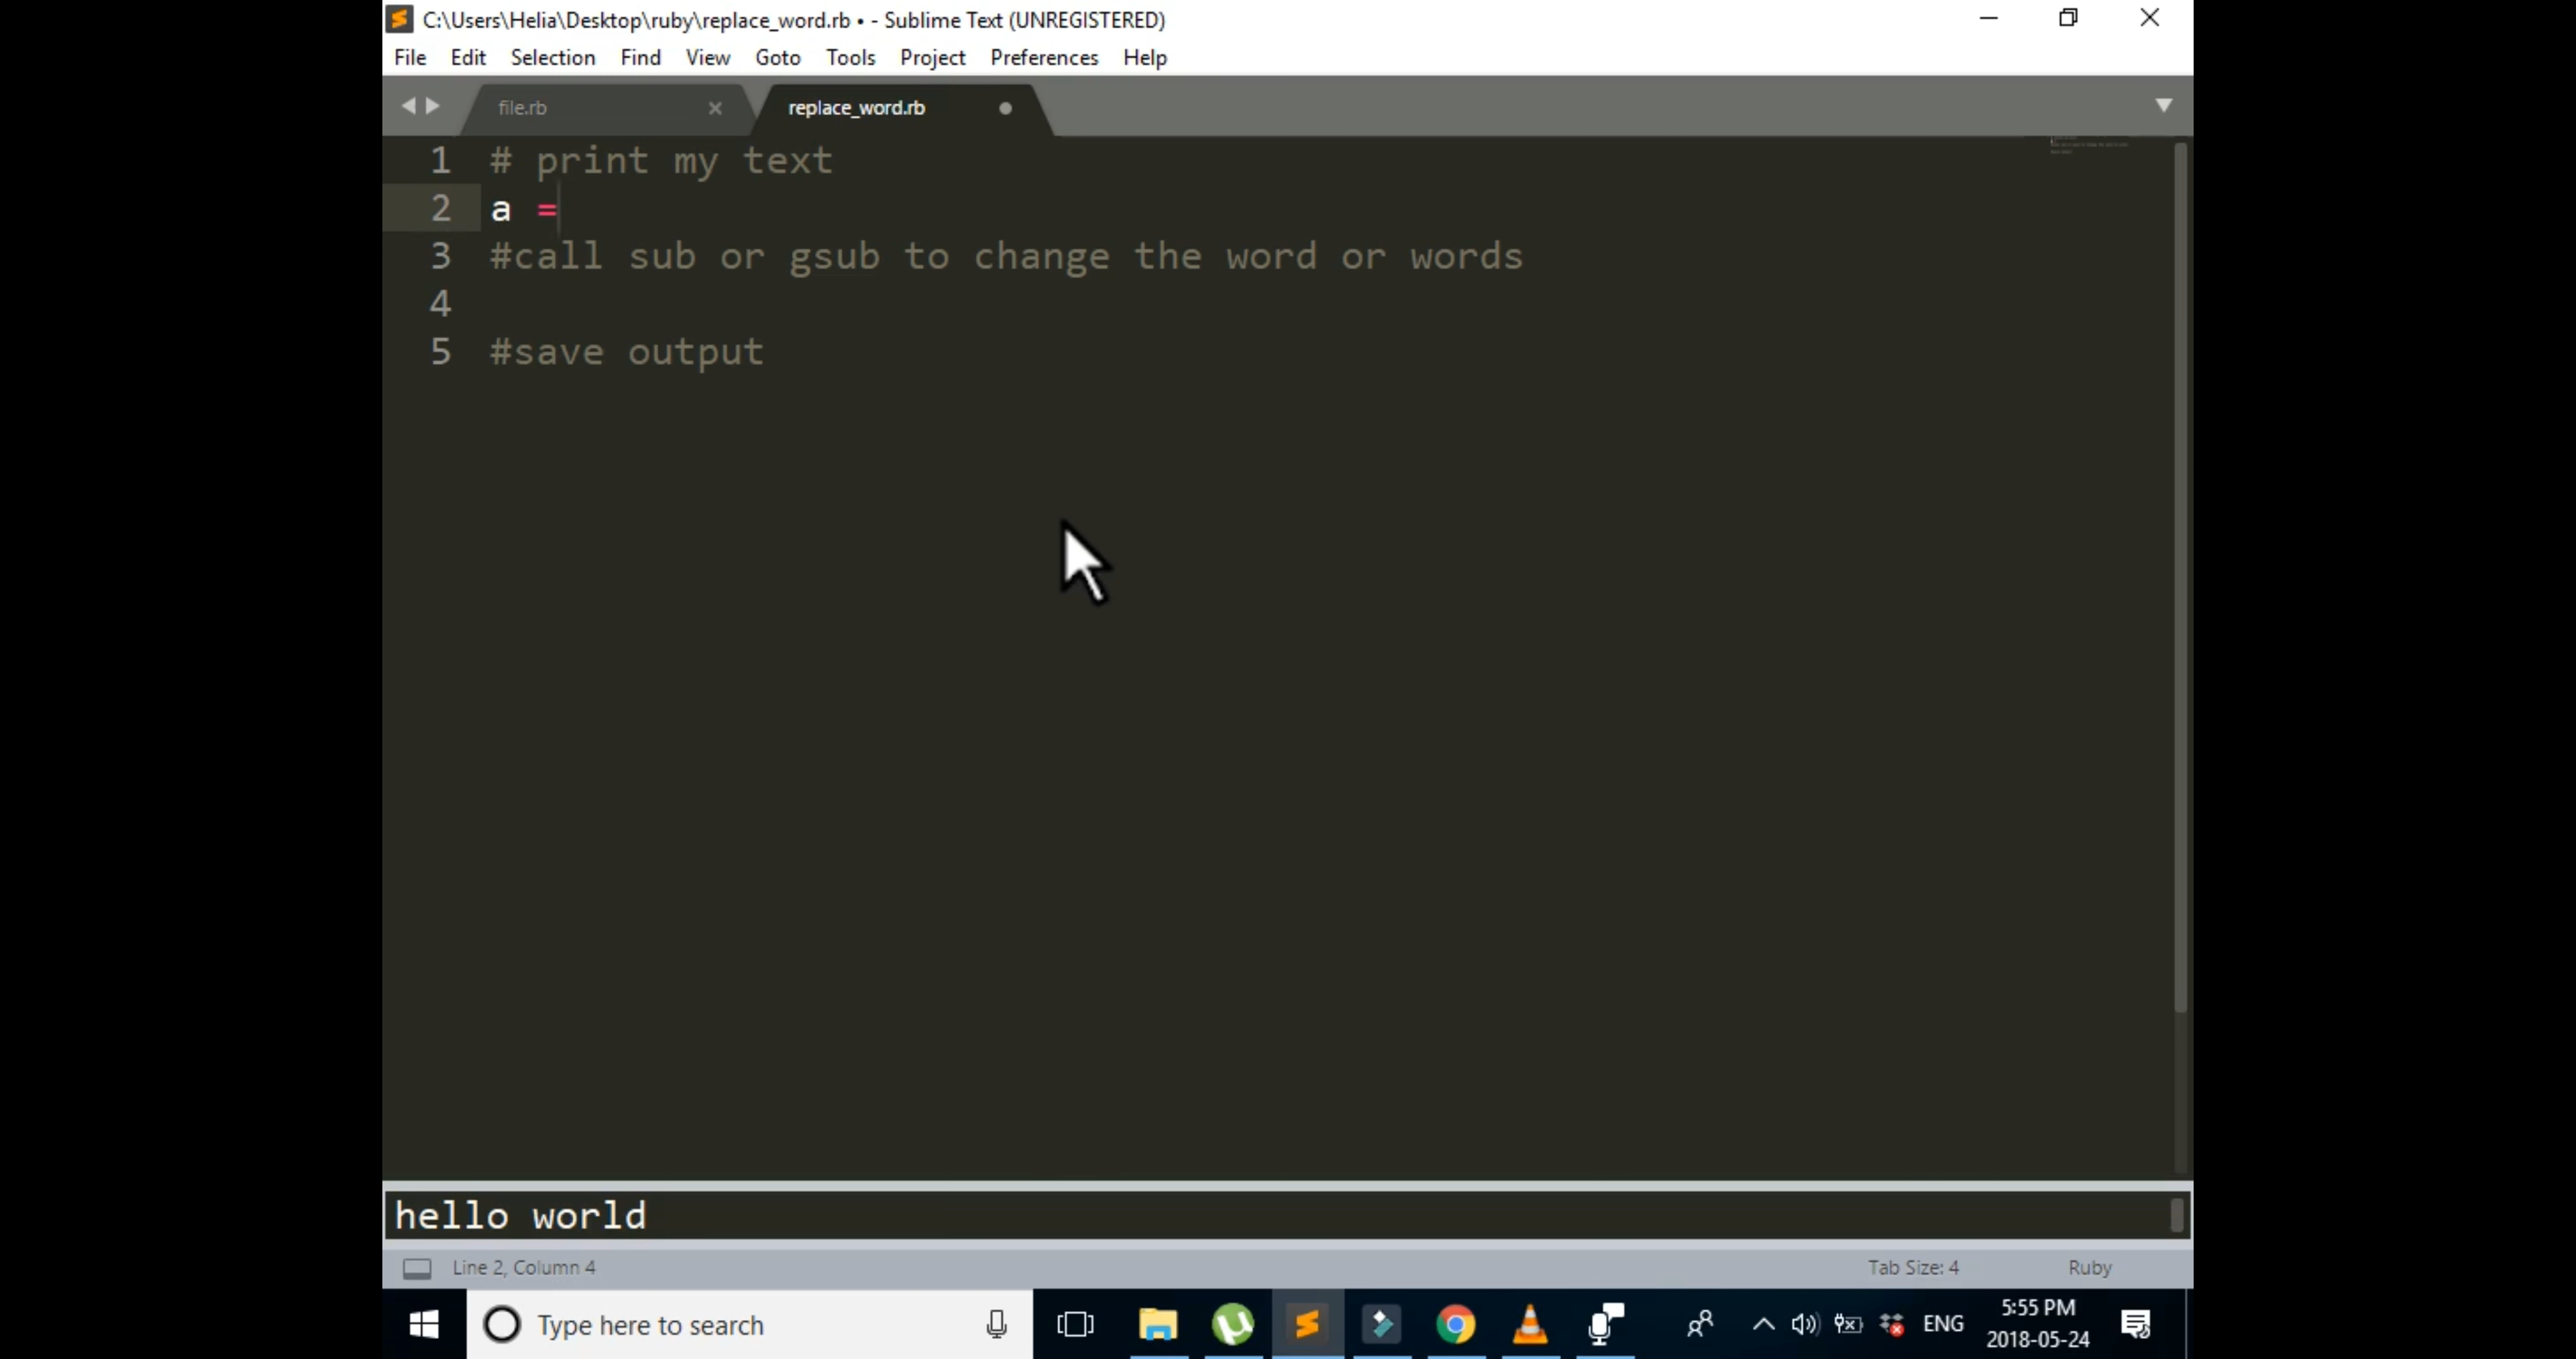 C:\Users\Helia\Desktop\ruby\replace_word.rb • - Sublime Text (UNREGISTERED)
File Edit Selection Find View Goto Tools Project Preferences Help
file.rb replace_word.rb
1 # print my text
2 a =
3 #call sub or gsub to change the word or words
4
5 #save output
hello world
Line 2, Column 4 Tab Size: 4 Ruby
Type here to search ENG 5:55 PM
2018-05-24